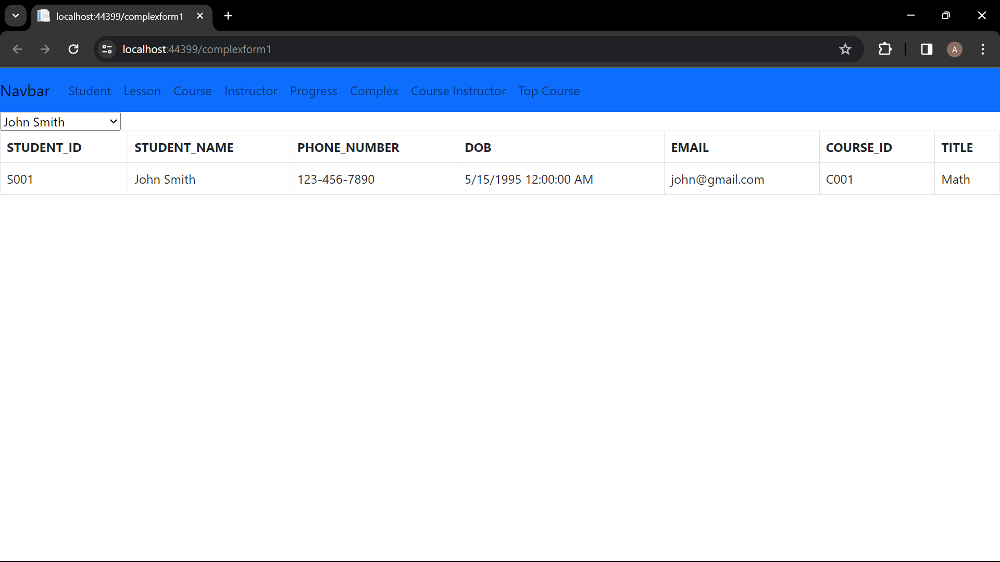 localhost:44399/complexform1
localhost:44399/complexform1
A
Navbar Student Lesson Course Instructor Progress Complex Course Instructor Top Course
John Smith
STUDENT_ID STUDENT_NAME PHONE_NUMBER DOB EMAIL COURSE_ID TITLE
S001 John Smith 123-456-7890 5/15/1995 12:00:00 AM john@gmail.com C001 Math